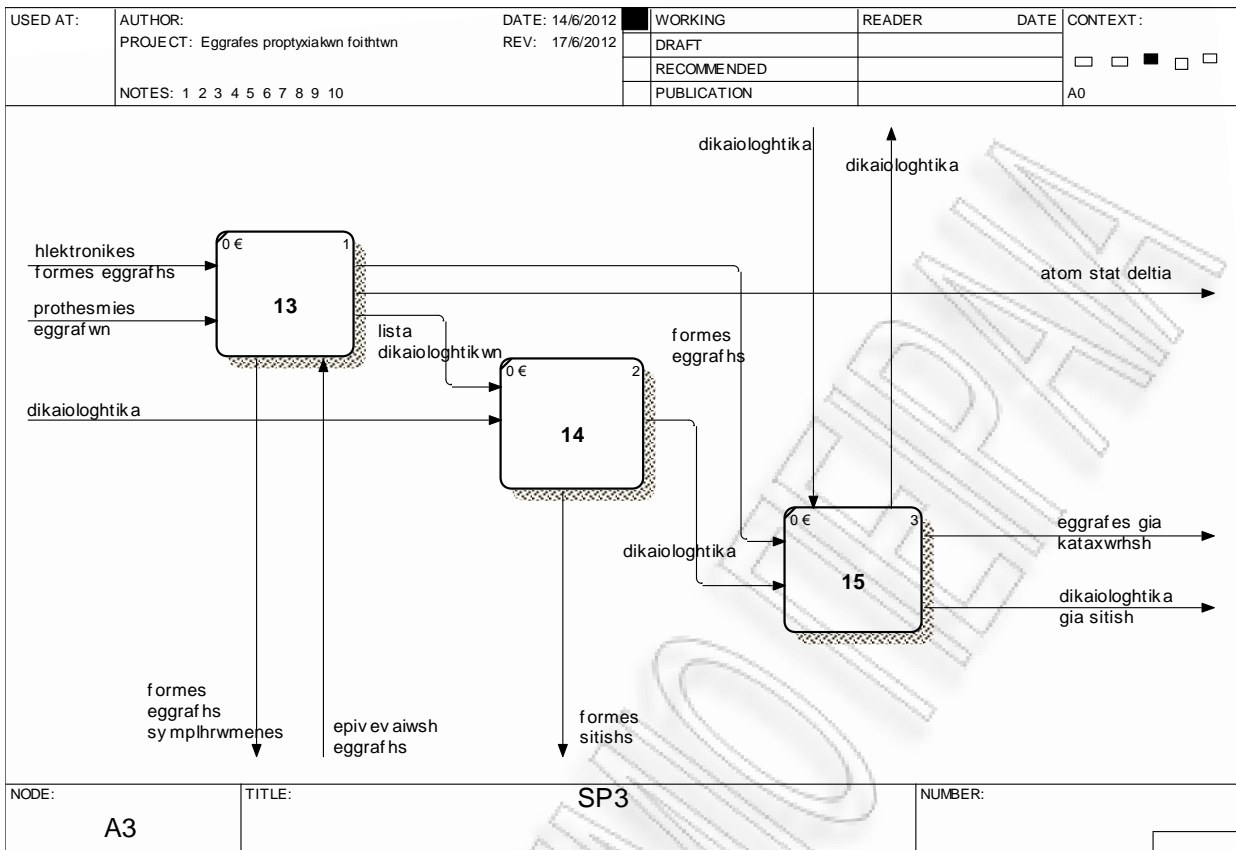 USED AT:
AUTHOR:
DATE: 14/6/2012
PROJECT: Eggrafes proptyxiakwn foithtwn
REV: 17/6/2012
NOTES: 1 2 3 4 5 6 7 8 9 10
WORKING
DRAFT
RECOMMENDED
PUBLICATION
READER DATE
CONTEXT:
A0
dikaiologhtika
dikaiologhtika
hlektronikes
formes eggrafhs
prothesmies
eggrafwn
0 € 1
13
atom stat deltia
lista
dikaiologhtikwn
formes
eggrafhs
dikaiologhtika
0 € 2
14
dikaiologhtika
0 € 3
15
eggrafes gia
kataxwrhsh
dikaiologhtika
gia sitish
formes
eggrafhs
symplhrwmenes
epivevaiwsh
eggrafhs
formes
sitishs
NODE:
A3
TITLE:
SP3
NUMBER: